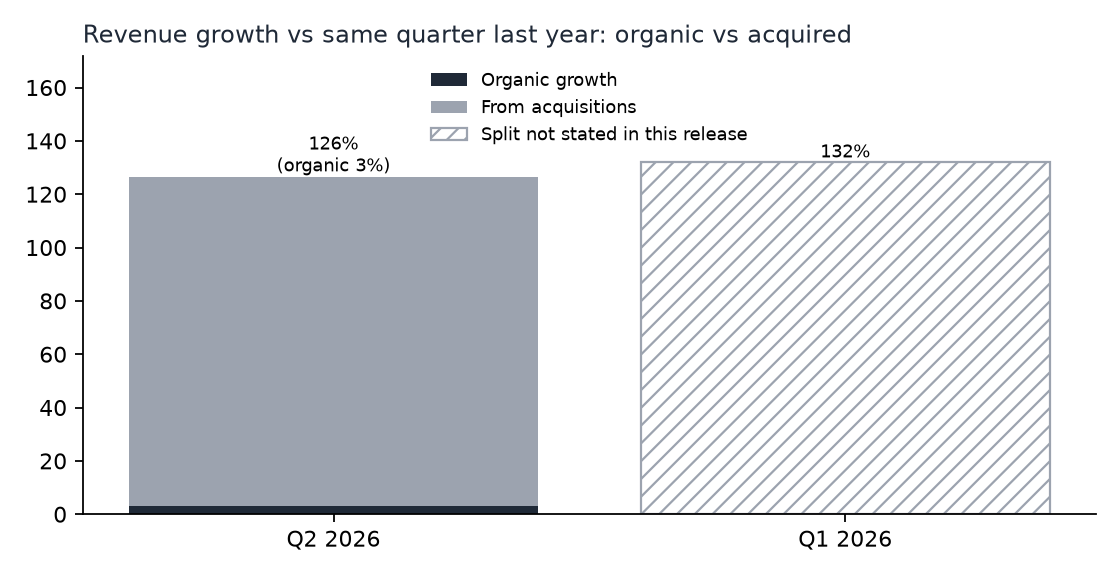 Revenue growth vs same quarter last year: organic vs acquired
Organic growth
From acquisitions
Split not stated in this release
160
140
120
100
80
60
40
20
0
126%
(organic 3%)
132%
Q2 2026
Q1 2026